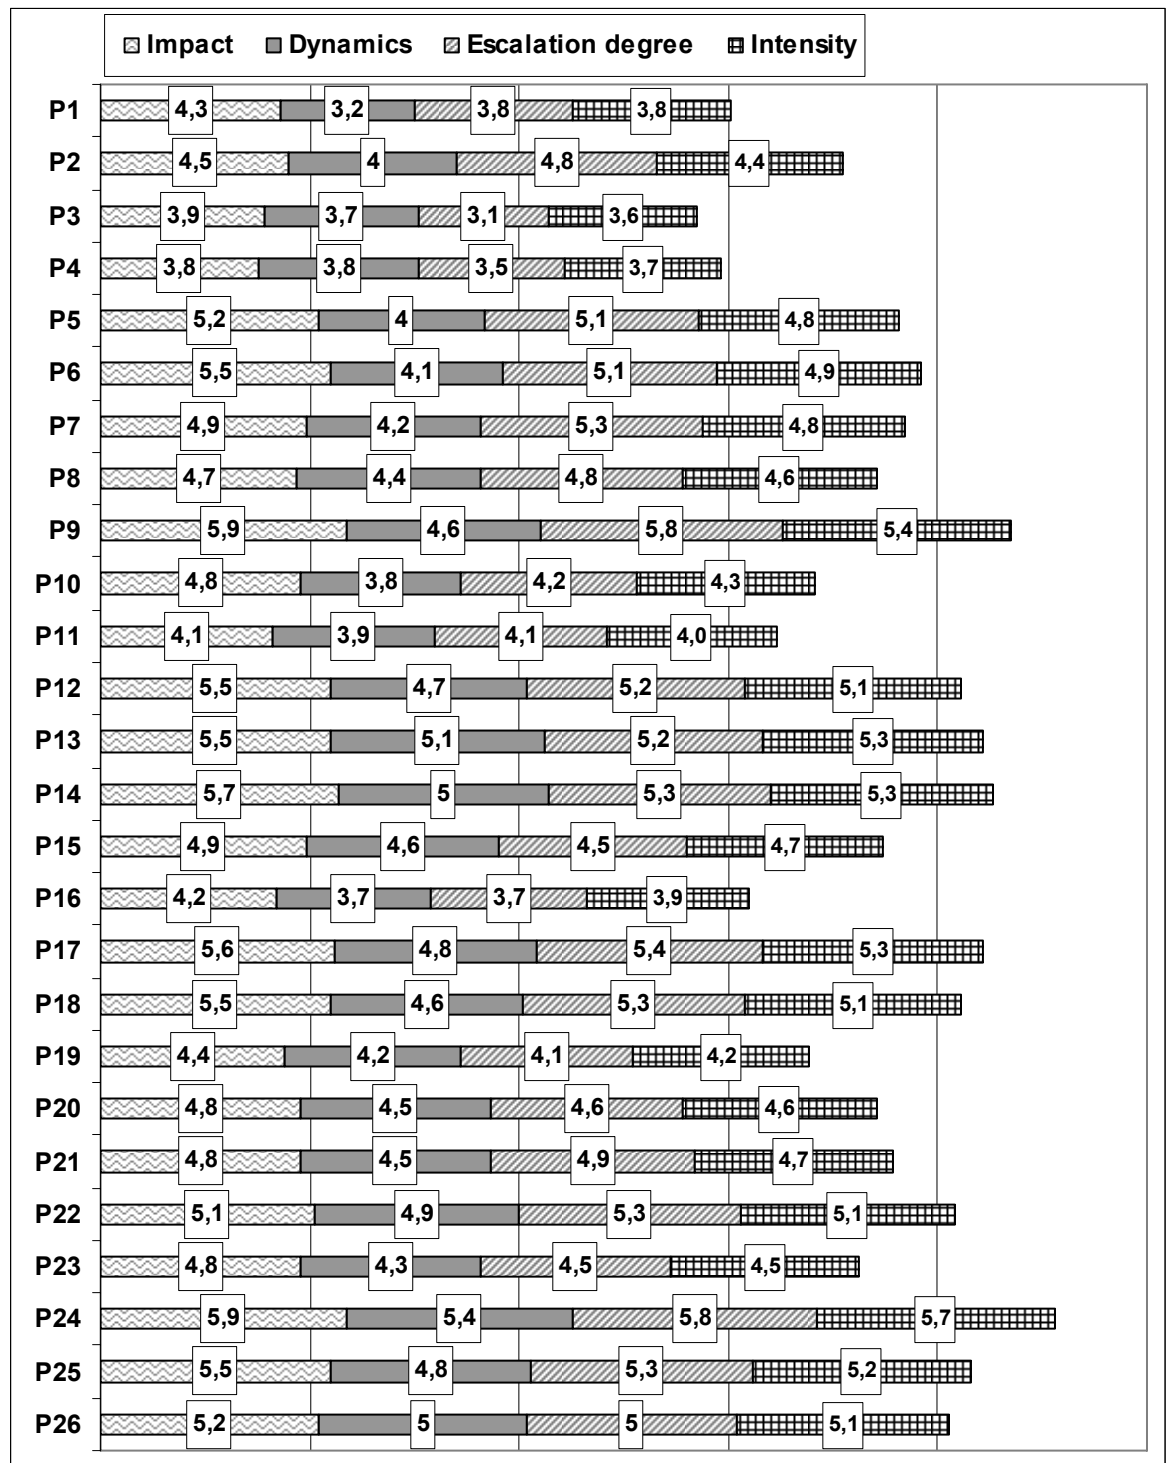 Impact Dynamics Escalation degree Intensity
P1 4,3 3,2 3,8 3,8
P2 4,5 4 4,8 4,4
P3 3,9 3,7 3,1 3,6
P4 3,8 3,8 3,5 3,7
P5 5,2 4 5,1 4,8
P6 5,5 4,1 5,1 4,9
P7 4,9 4,2 5,3 4,8
P8 4,7 4,4 4,8 4,6
P9 5,9 4,6 5,8 5,4
P10 4,8 3,8 4,2 4,3
P11 4,1 3,9 4,1 4,0
P12 5,5 4,7 5,2 5,1
P13 5,5 5,1 5,2 5,3
P14 5,7 5 5,3 5,3
P15 4,9 4,6 4,5 4,7
P16 4,2 3,7 3,7 3,9
P17 5,6 4,8 5,4 5,3
P18 5,5 4,6 5,3 5,1
P19 4,4 4,2 4,1 4,2
P20 4,8 4,5 4,6 4,6
P21 4,8 4,5 4,9 4,7
P22 5,1 4,9 5,3 5,1
P23 4,8 4,3 4,5 4,5
P24 5,9 5,4 5,8 5,7
P25 5,5 4,8 5,3 5,2
P26 5,2 5 5 5,1